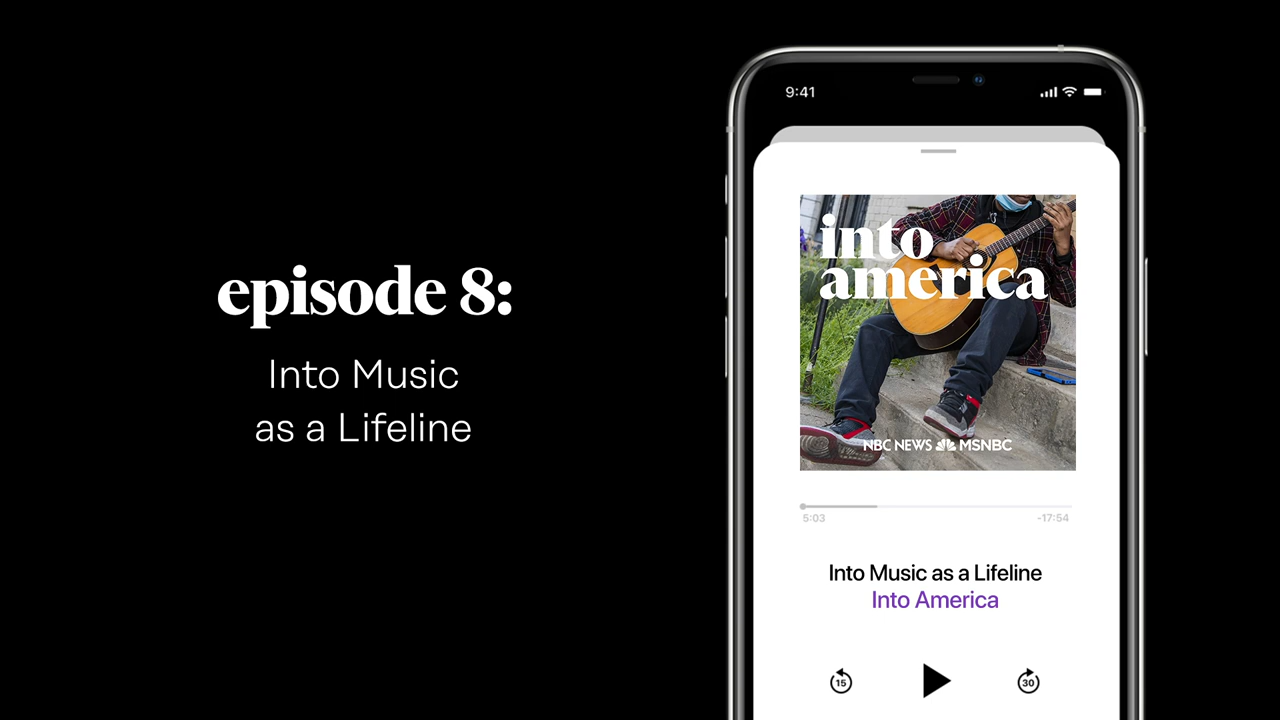 episode 8:
Into Music
as a Lifeline
9:41
into
america
NBC NEWS MSNBC
5:03
-17:54
Into Music as a Lifeline
Into America
15
30